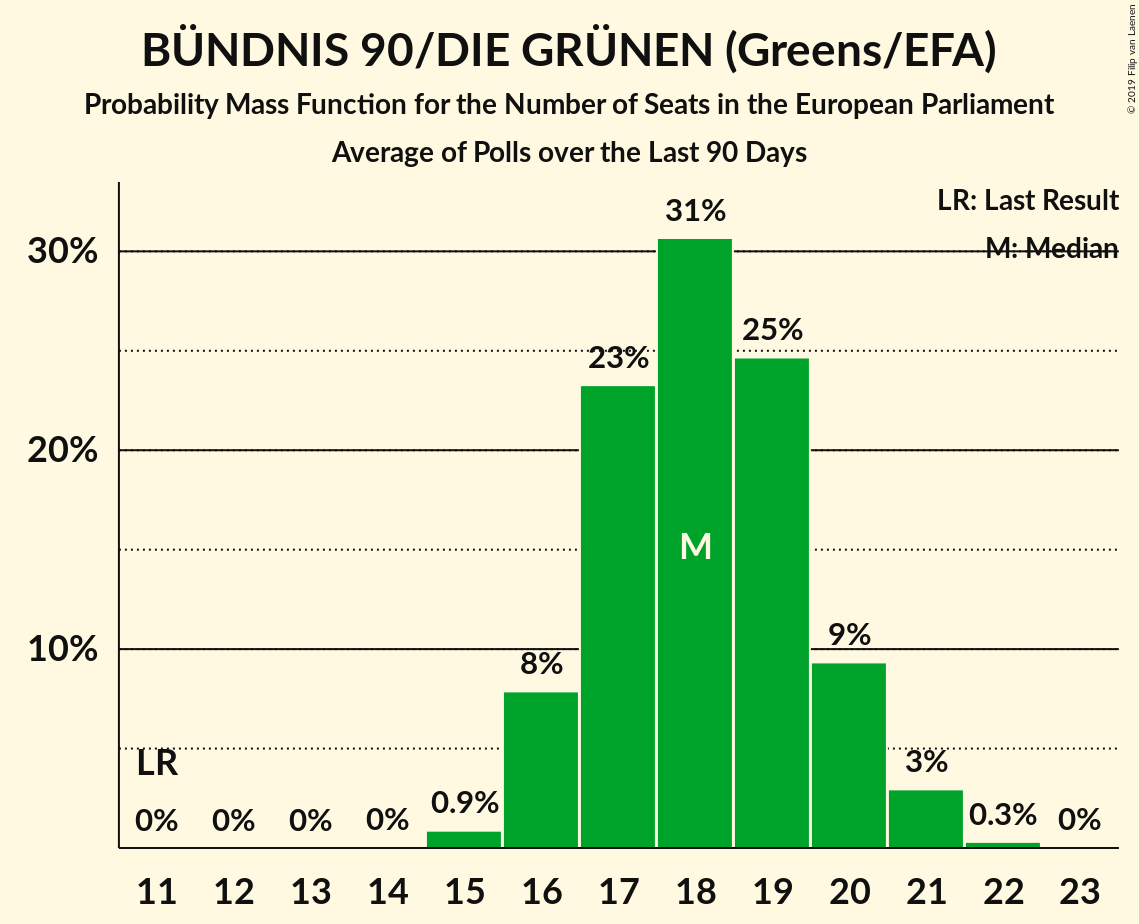 BÜNDNIS 90/DIE GRÜNEN (Greens/EFA)
Probability Mass Function for the Number of Seats in the European Parliament
Average of Polls over the Last 90 Days
© 2019 Filip van Laenen
LR: Last Result
M: Median
30%
20%
10%
31%
25%
23%
M
9%
8%
LR
3%
0%
0%
0%
0%
0.9%
0.3%
0%
11 12 13 14 15 16 17 18 19 20 21 22 23